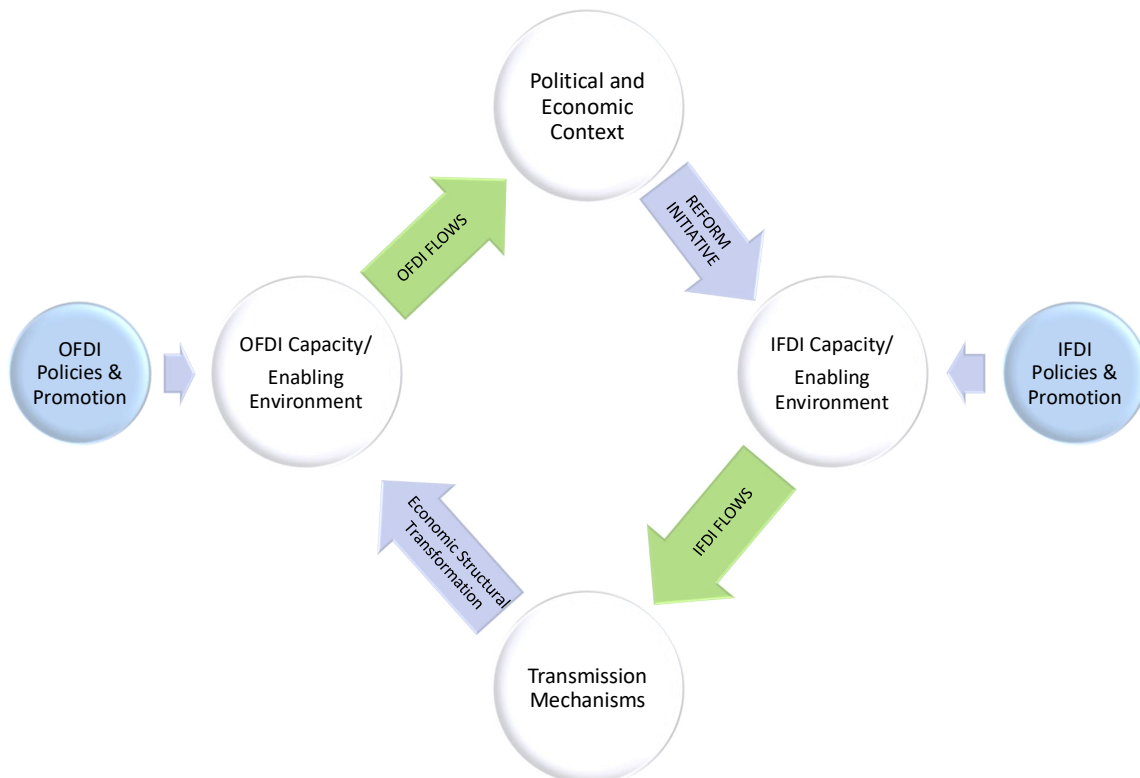 Political and
Economic
Context
REFORM
INITIATIVE
OFDI FLOWS
OFDI
Policies &
Promotion
OFDI Capacity/
Enabling
Environment
IFDI Capacity/
Enabling
Environment
IFDI
Policies &
Promotion
Economic Structural
Transformation
IFDI FLOWS
Transmission
Mechanisms